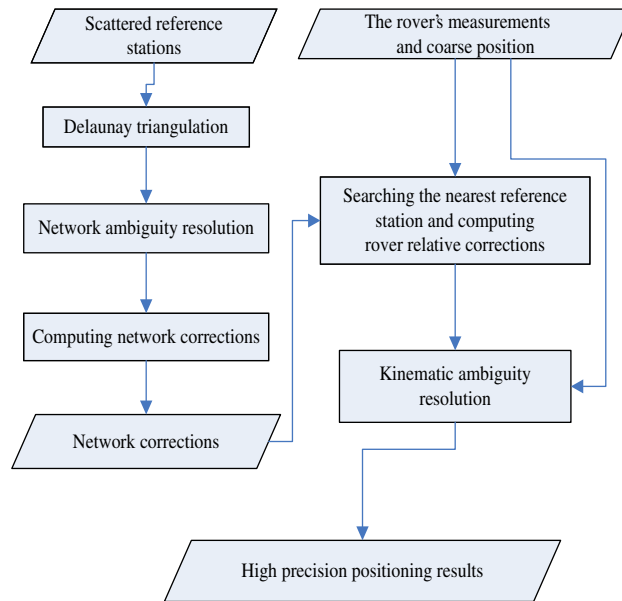 Scattered reference
stations
Delaunay triangulation
Network ambiguity resolution
Computing network corrections
Network corrections
The rover's measurements
and coarse position
Searching the nearest reference
station and computing
rover relative corrections
Kinematic ambiguity
resolution
High precision positioning results